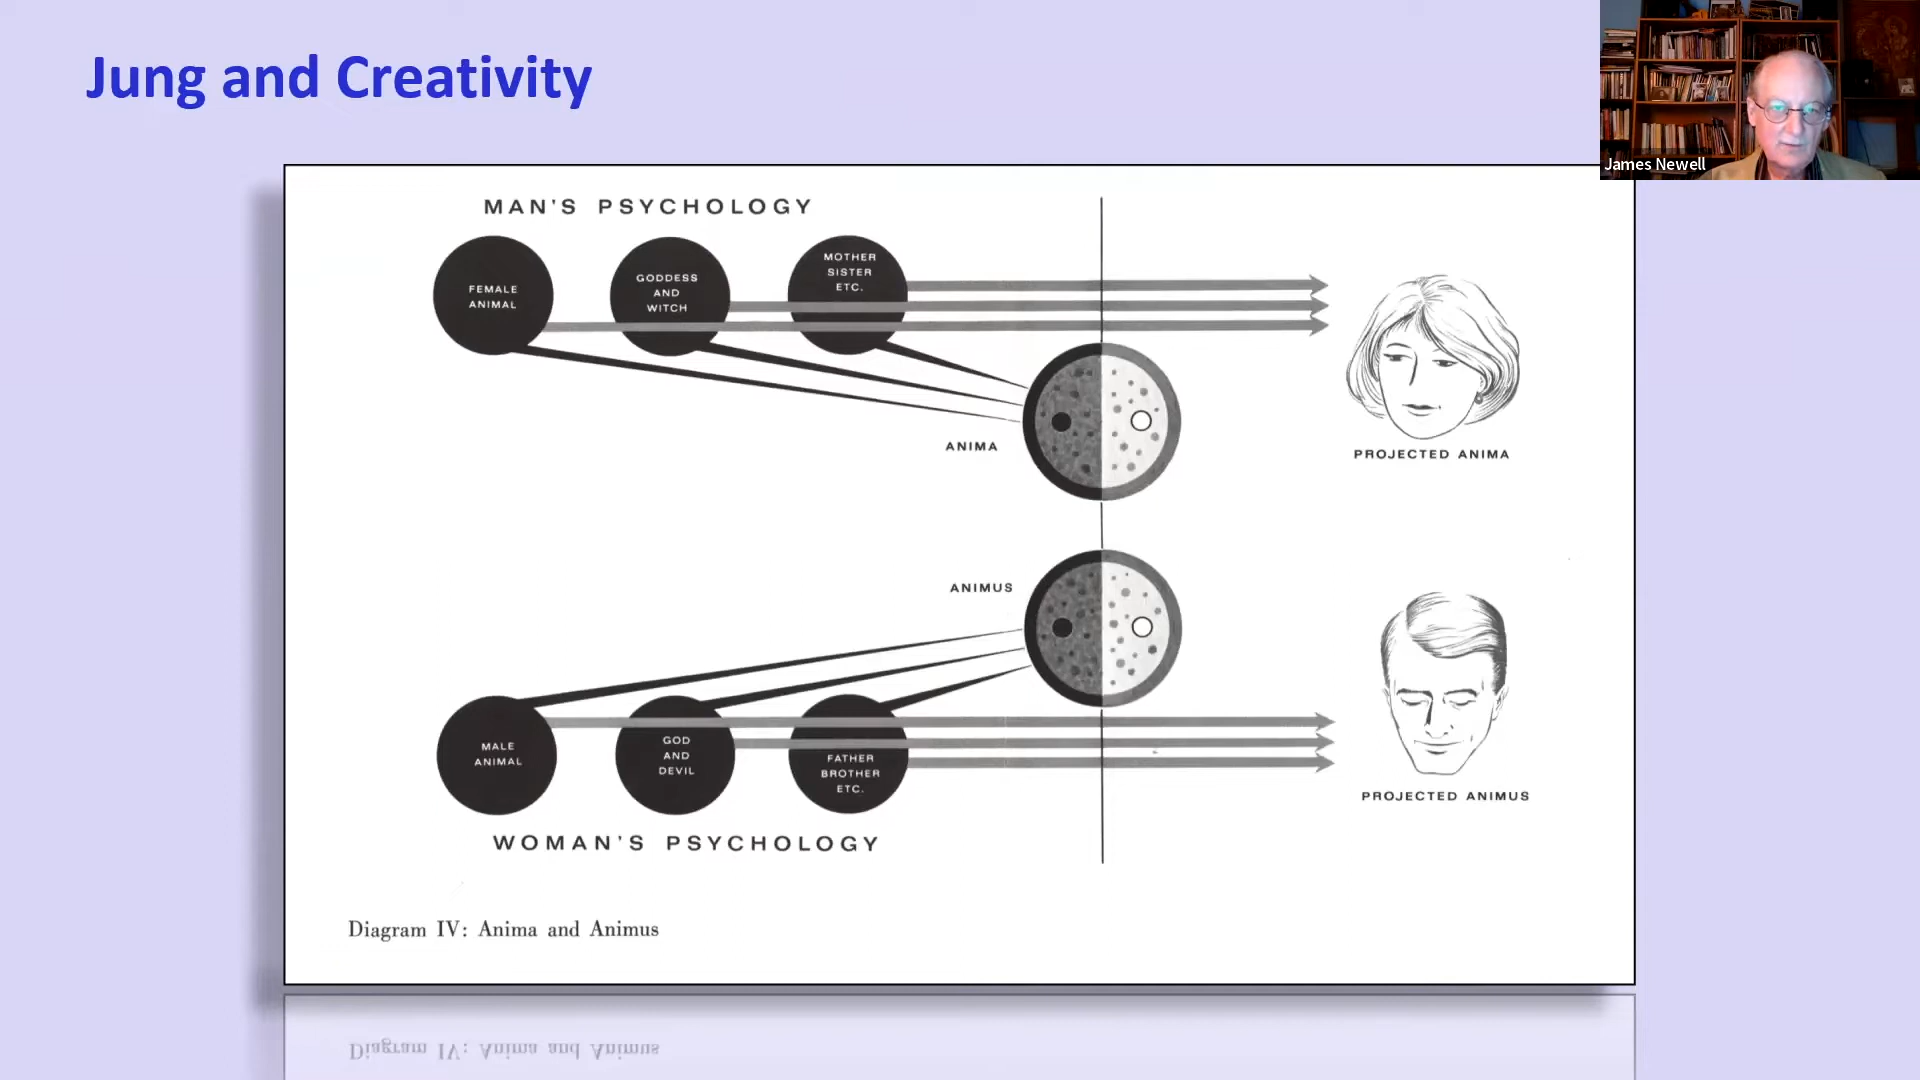 Jung and Creativity
James Newell
MAN'S PSYCHOLOGY
FEMALE
ANIMAL
GODDESS
AND
WITCH
MOTHER
SISTER
ETC.
ANIMA
PROJECTED ANIMA
ANIMUS
MALE
ANIMAL
GOD
AND
DEVIL
FATHER
BROTHER
ETC.
PROJECTED ANIMUS
WOMAN'S PSYCHOLOGY
Diagram IV: Anima and Animus
Diagram IV: Anima and Animus